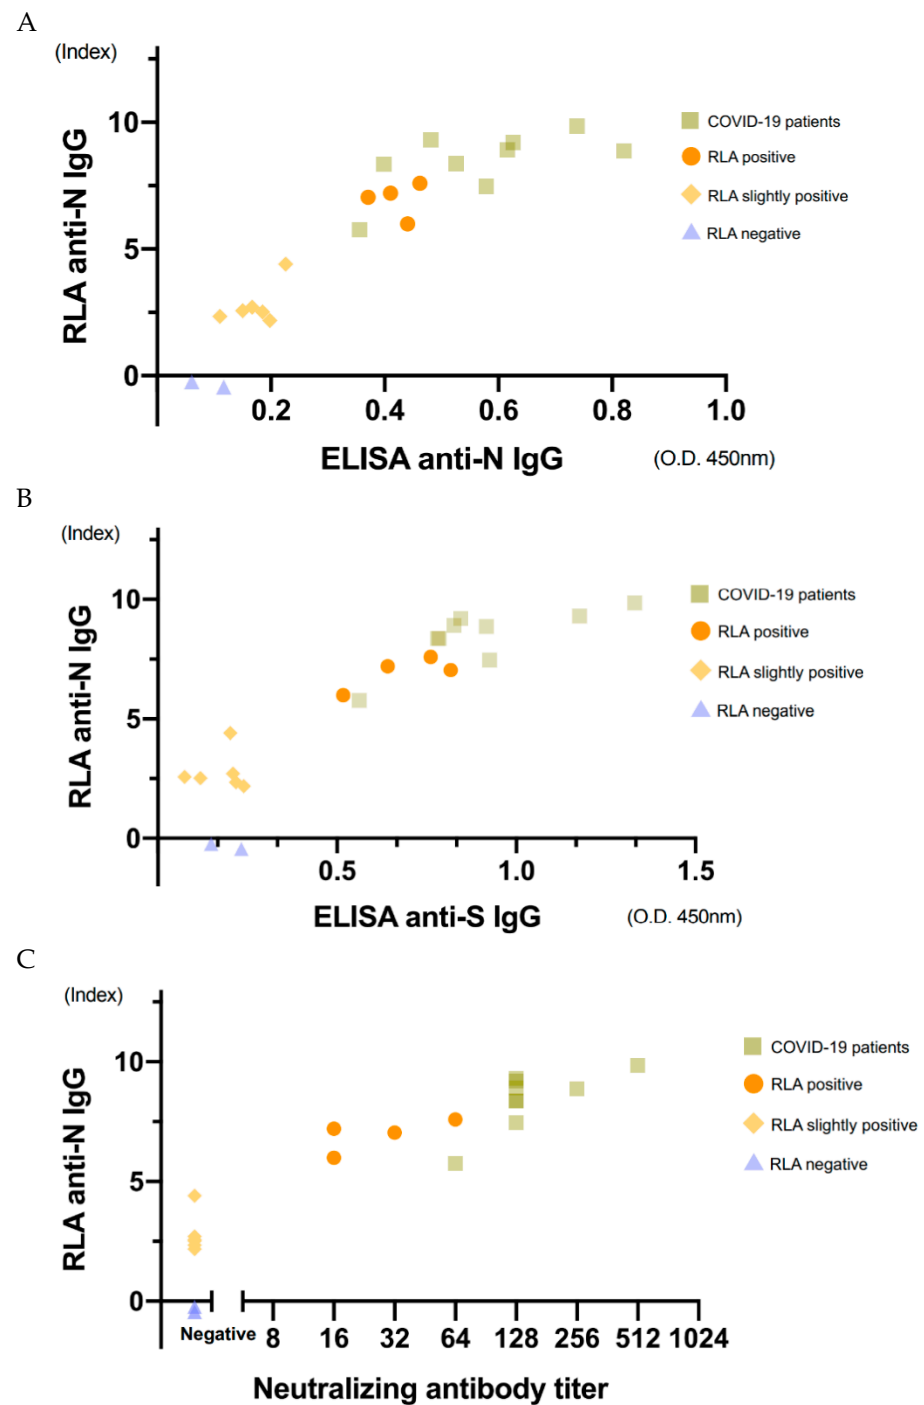 A
(Index)
RLA anti-N IgG
10
5
0
0.2 0.4 0.6 0.8 1.0
ELISA anti-N IgG (O.D. 450nm)
COVID-19 patients
RLA positive
RLA slightly positive
RLA negative
B
(Index)
RLA anti-N IgG
10
5
0
0.5 1.0 1.5
ELISA anti-S IgG (O.D. 450nm)
COVID-19 patients
RLA positive
RLA slightly positive
RLA negative
C
(Index)
RLA anti-N IgG
10
5
0
Negative 8 16 32 64 128 256 512 1024
Neutralizing antibody titer
COVID-19 patients
RLA positive
RLA slightly positive
RLA negative